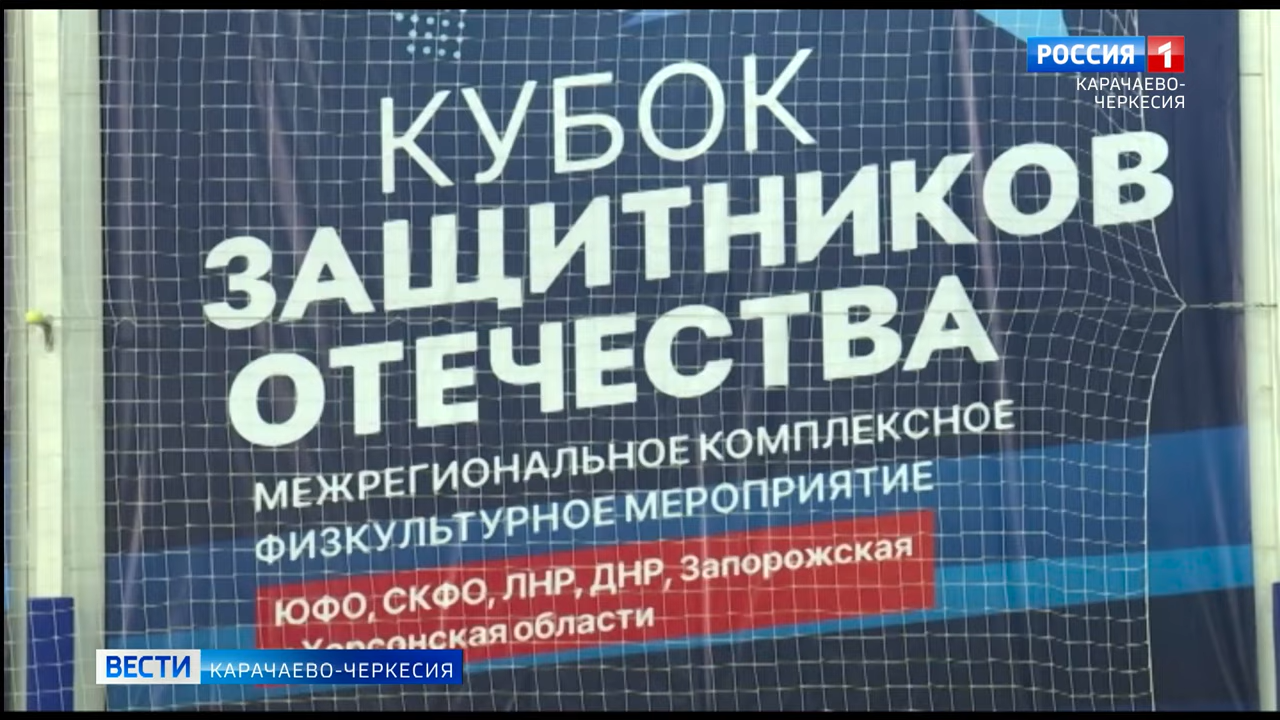 РОССИЯ 1
КАРАЧАЕВО-
ЧЕРКЕСИЯ
КУБОК
ЗАЩИТНИКОВ
ОТЕЧЕСТВА
МЕЖРЕГИОНАЛЬНОЕ КОМПЛЕКСНОЕ
ФИЗКУЛЬТУРНОЕ МЕРОПРИЯТИЕ
ЮФО, СКФО, ЛНР, ДНР, Запорожская
Херсонская области
ВЕСТИ КАРАЧАЕВО-ЧЕРКЕСИЯ